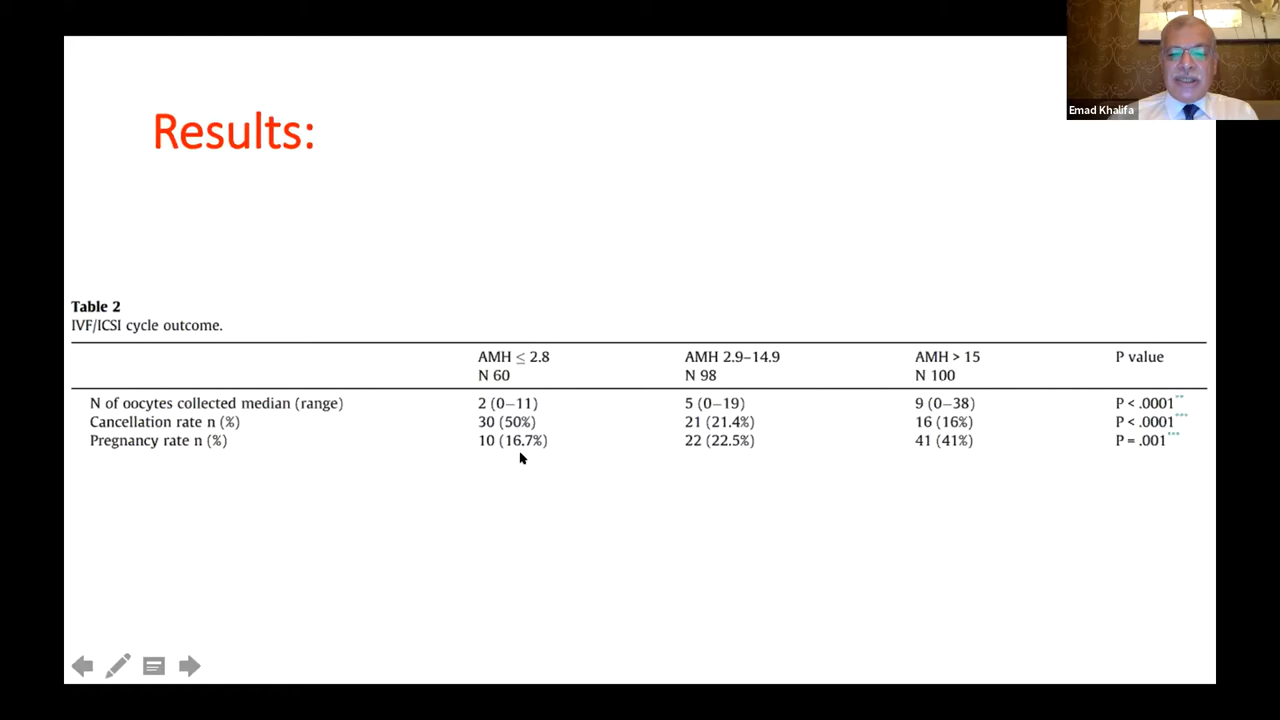 Emad Khalifa
Results:
Table 2
IVF/ICSI cycle outcome.
AMH ≤ 2.8 AMH 2.9–14.9 AMH > 15 P value
N 60 N 98 N 100
N of oocytes collected median (range) 2 (0–11) 5 (0–19) 9 (0–38) P < .0001**
Cancellation rate n (%) 30 (50%) 21 (21.4%) 16 (16%) P < .0001***
Pregnancy rate n (%) 10 (16.7%) 22 (22.5%) 41 (41%) P = .001***